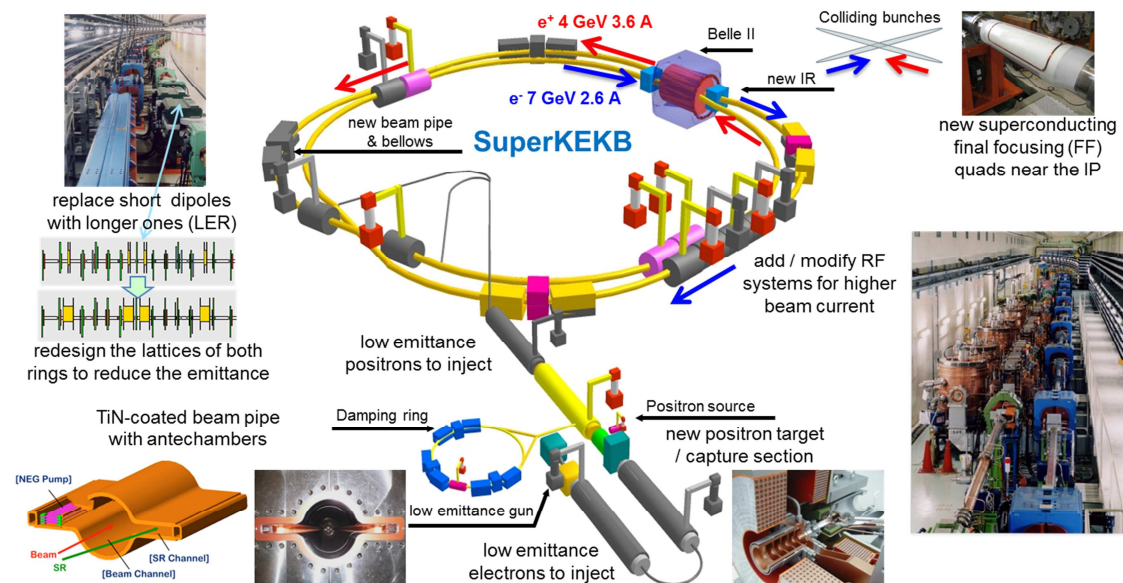 e⁺ 4 GeV 3.6 A
Colliding bunches
Belle II
new IR
e⁻ 7 GeV 2.6 A
new beam pipe
& bellows
SuperKEKB
new superconducting
final focusing (FF)
quads near the IP
replace short dipoles
with longer ones (LER)
add / modify RF
systems for higher
beam current
redesign the lattices of both
rings to reduce the emittance
low emittance
positrons to inject
TiN-coated beam pipe
with antechambers
Damping ring
Positron source
new positron target
/ capture section
[NEG Pump]
Beam
SR
[SR Channel]
[Beam Channel]
low emittance gun
low emittance
electrons to inject